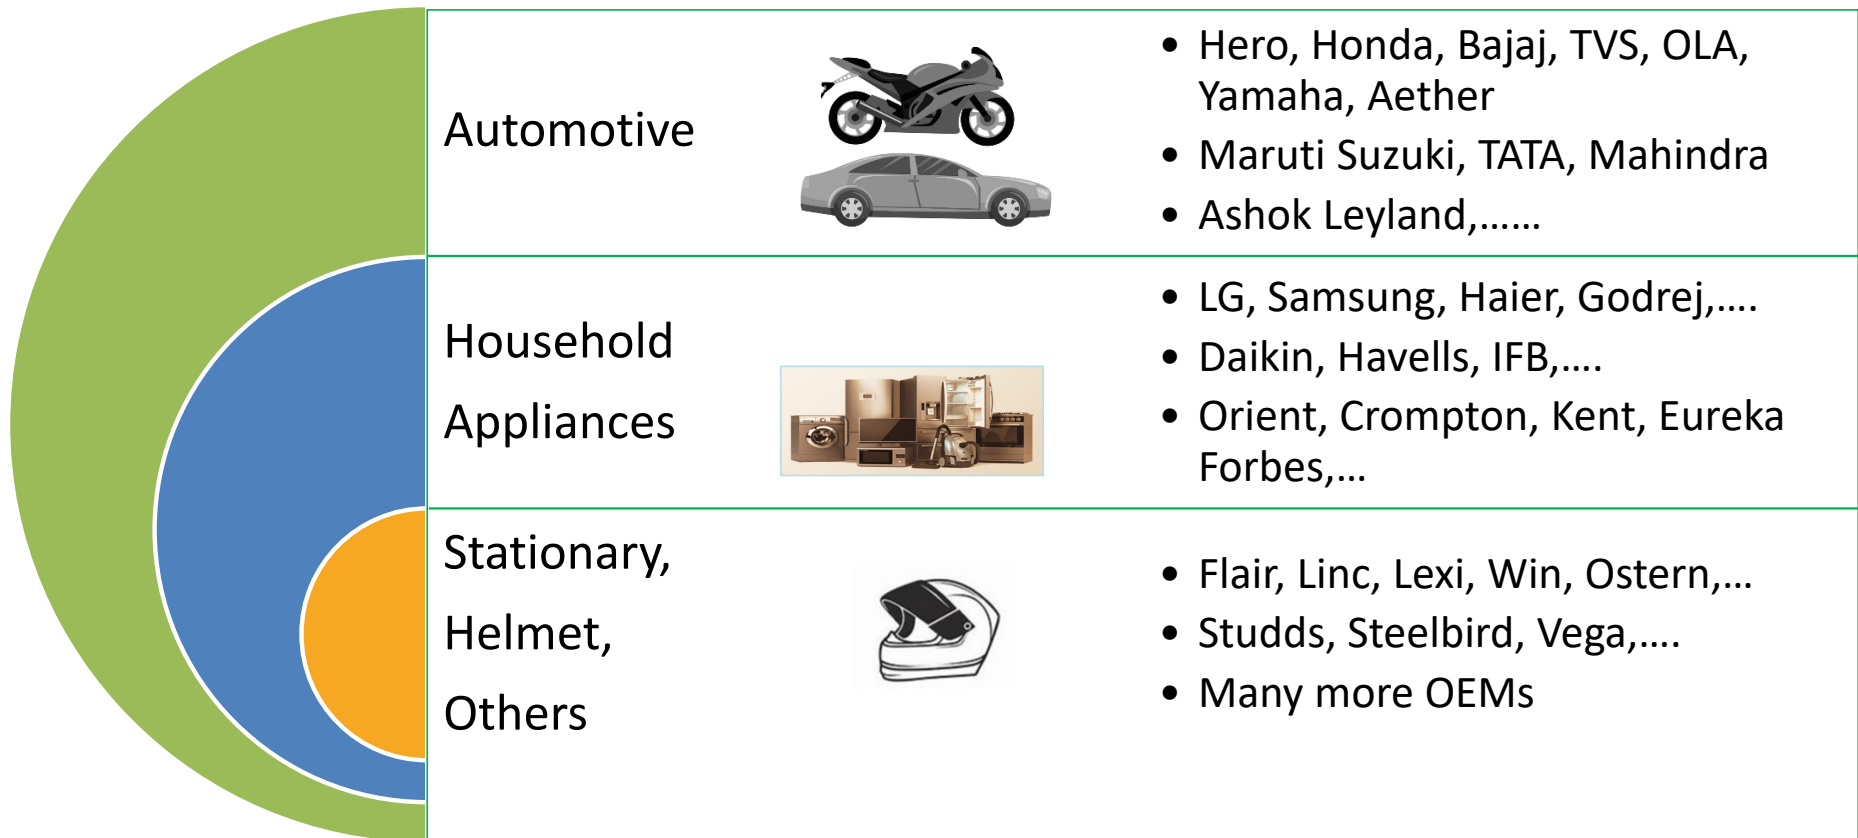 Automotive
• Hero, Honda, Bajaj, TVS, OLA,
Yamaha, Aether
• Maruti Suzuki, TATA, Mahindra
• Ashok Leyland,......
Household
Appliances
• LG, Samsung, Haier, Godrej,....
• Daikin, Havells, IFB,....
• Orient, Crompton, Kent, Eureka
Forbes,...
Stationary,
Helmet,
Others
• Flair, Linc, Lexi, Win, Ostern,...
• Studds, Steelbird, Vega,....
• Many more OEMs